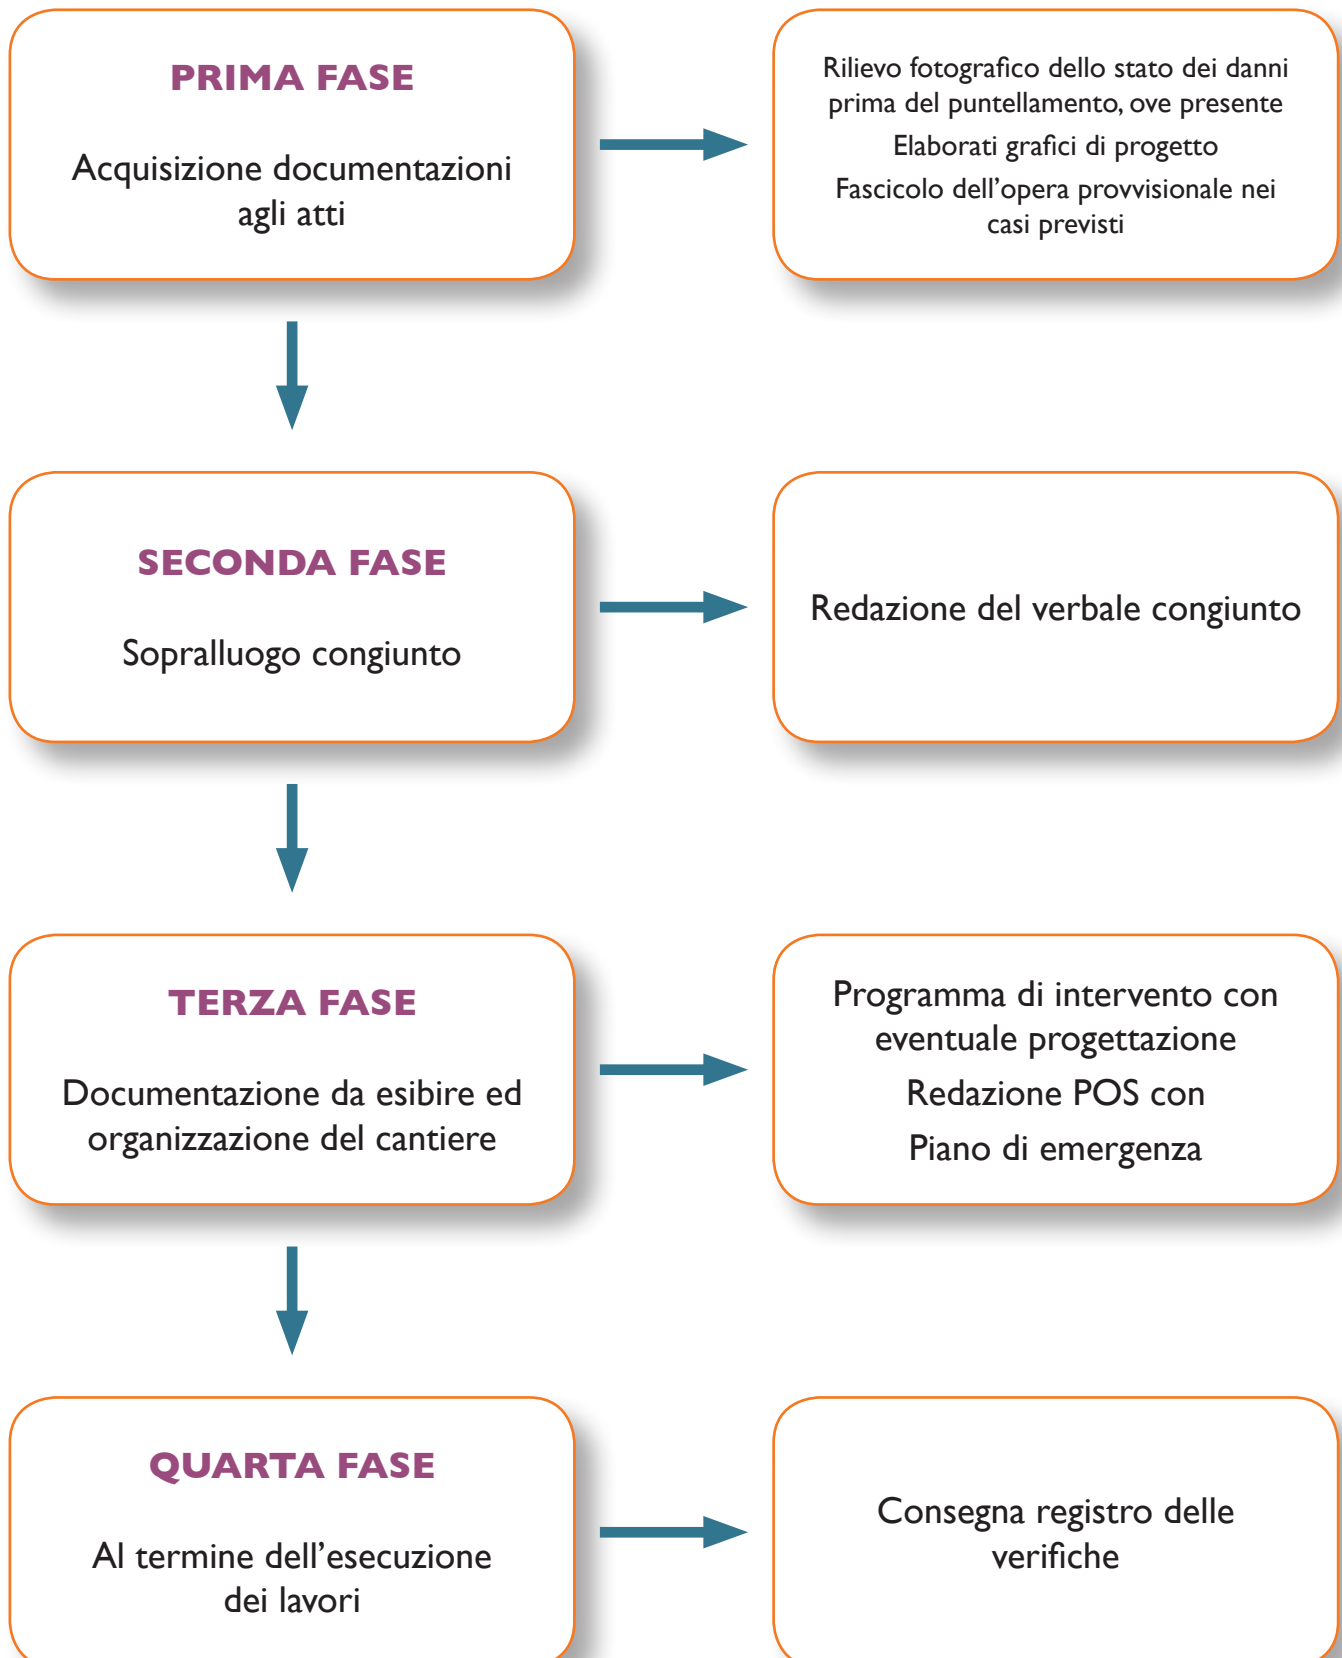 PRIMA FASE
Acquisizione documentazioni
agli atti
Rilievo fotografico dello stato dei danni
prima del puntellamento, ove presente
Elaborati grafici di progetto
Fascicolo dell’opera provvisionale nei
casi previsti
SECONDA FASE
Sopralluogo congiunto
Redazione del verbale congiunto
TERZA FASE
Documentazione da esibire ed
organizzazione del cantiere
Programma di intervento con
eventuale progettazione
Redazione POS con
Piano di emergenza
QUARTA FASE
Al termine dell’esecuzione
dei lavori
Consegna registro delle
verifiche